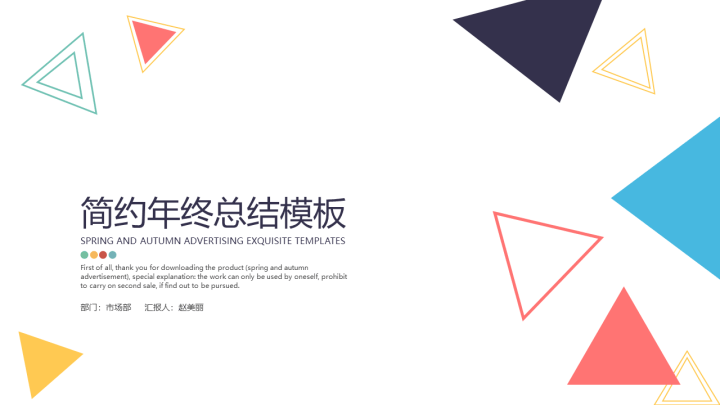 简约年终总结模板
SPRING AND AUTUMN ADVERTISING EXQUISITE TEMPLATES
First of all, thank you for downloading the product (spring and autumn
advertisement), special explanation: the work can only be used by oneself, prohibit
to carry on second sale, if find out to be pursued.
部门：市场部 汇报人：赵美丽